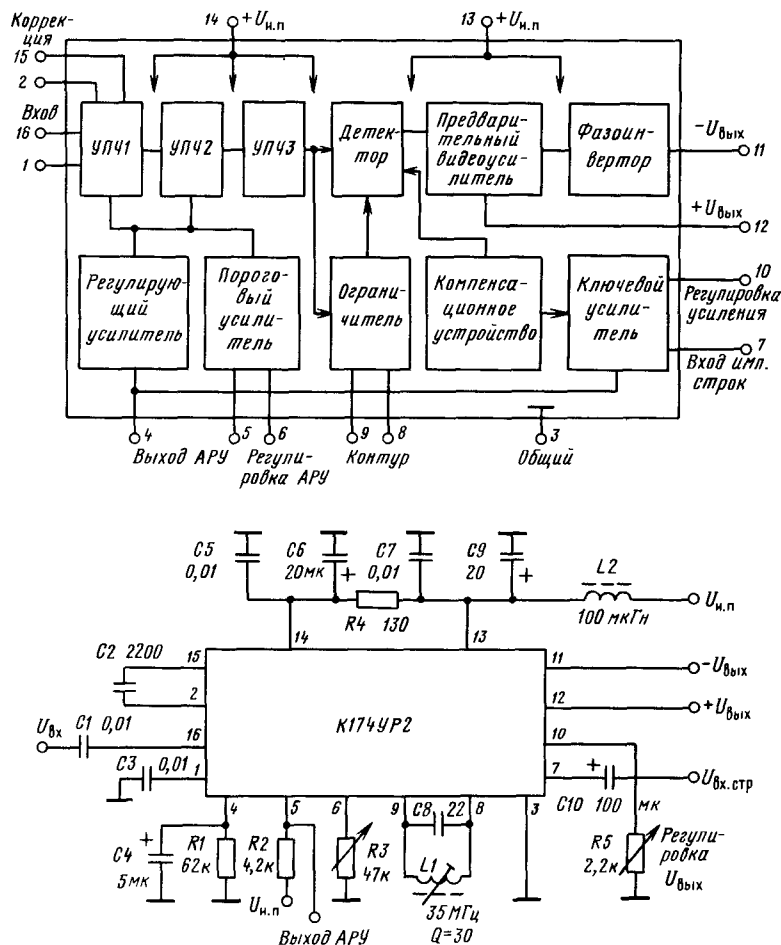 Коррек-
ция
15
2
Вход
16
1
14
+Uи.п
13
+Uи.п
УПЧ1
УПЧ2
УПЧ3
Детек-
тор
Предвари-
тельный
видеоуси-
литель
Фазоин-
вертор
-Uвых
11
+Uвых
12
Регулирую-
щий
усилитель
Порого-
вый
усили-
тель
Ограни-
читель
Компенса-
ционное
устройство
Ключевой
усили-
тель
10
Регулировка
усиления
7
Вход имп.
строк
4
Выход АРУ
5
6
Регули-
ровка АРУ
9
8
Контур
3
Общий
C5
0,01
C6
20мк
+
C7
0,01
C9
20
+
L2
100 мкГн
Uи.п
R4 130
14
13
C2 2200
15
2
Uвх
C1 0,01
16
C3 0,01
1
К174УР2
11
-Uвых
12
+Uвых
10
7
+
Uвх.стр
C10 100 мк
4
5
6
9
C8 22
8
3
+
C4
5мк
R1
62к
R2
4,2к
Uи.п
Выход АРУ
R3
47к
L1
35 МГц
Q=30
R5
2,2к
Регули-
ровка
Uвых